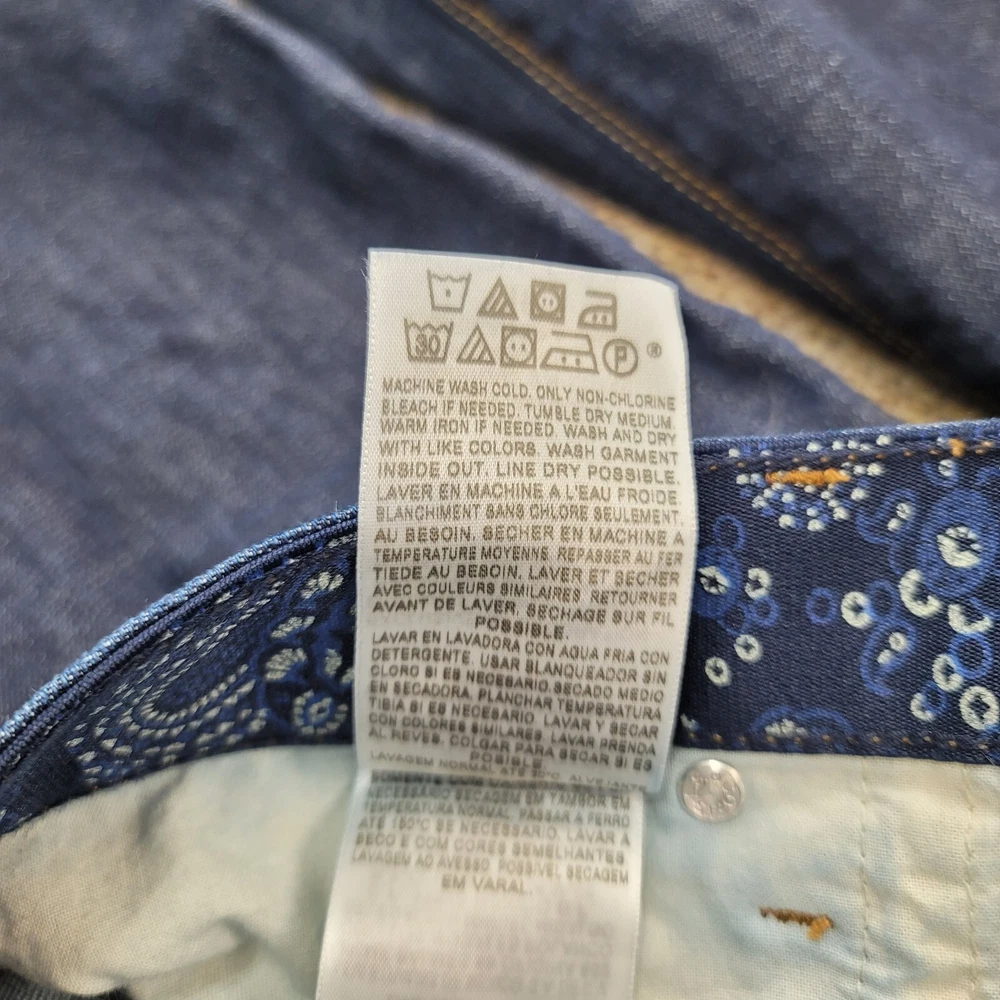 30 P ®
MACHINE WASH COLD. ONLY NON-CHLORINE
BLEACH IF NEEDED. TUMBLE DRY MEDIUM.
WARM IRON IF NEEDED. WASH AND DRY
WITH LIKE COLORS. WASH GARMENT
INSIDE OUT. LINE DRY POSSIBLE.
LAVER EN MACHINE A L'EAU FROIDE.
BLANCHIMENT SANS CHLORE SEULEMENT.
AU BESOIN. SECHER EN MACHINE A
TEMPERATURE MOYENNE. REPASSER AU FER
TIEDE AU BESOIN. LAVER ET SECHER
AVEC COULEURS SIMILAIRES. RETOURNER
AVANT DE LAVER, SECHAGE SUR FIL
POSSIBLE.
LAVAR EN LAVADORA CON AGUA FRIA CON
DETERGENTE. USAR BLANQUEADOR SIN
CLORO SI ES NECESARIO. SECADO MEDIO
EN SECADORA. PLANCHAR TEMPERATURA
TIBIA SI ES NECESARIO. LAVAR Y SECAR
CON COLORES SIMILARES. LAVAR PRENDA
AL REVES. COLGAR PARA SECAR SI ES
POSIBLE.
LAVAGEM NORMAL ATE
NECESSARIO SECAGEM EM TAMBOR EM
TEMPERATURA NORMAL. PASSAR A FERRO
ATE 150°C SE NECESSARIO. LAVAR A
SECO E COM CORES SEMELHANTES.
LAVAGEM AO AVESSO. POSSIVEL SECAGEM
EM VARAL.